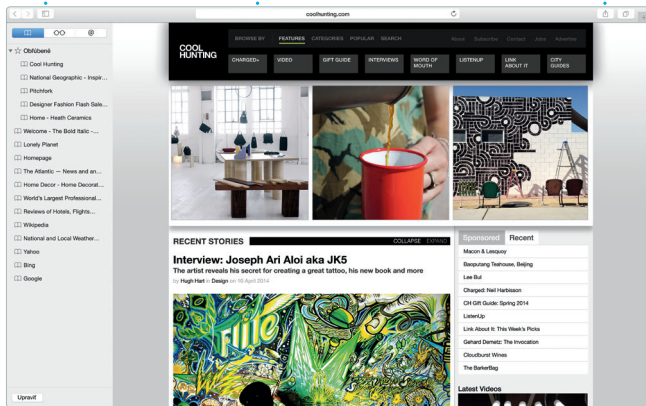 coolhunting.com
@
Obľúbené
Cool Hunting
National Geographic - Inspir...
Pitchfork
Designer Fashion Flash Sale...
Home - Heath Ceramics
Welcome - The Bold Italic -...
Lonely Planet
Homepage
The Atlantic — News and an...
Home Decor - Home Decorat...
World's Largest Professional...
Reviews of Hotels, Flights...
Wikipedia
National and Local Weather...
Yahoo
Bing
Google
Upraviť
COOL
HUNTING
BROWSE BY FEATURES CATEGORIES POPULAR SEARCH
About Subscribe Contact Jobs Advertise
CHARGED+ VIDEO GIFT GUIDE INTERVIEWS WORD OF MOUTH LISTENUP LINK ABOUT IT CITY GUIDES
RECENT STORIES COLLAPSE EXPAND
Interview: Joseph Ari Aloi aka JK5
The artist reveals his secret for creating a great tattoo, his new book and more
by Hugh Hart in Design on 18 April 2014
Sponsored Recent
Macon & Lesquoy
Baoputang Teahouse, Beijing
Lee Bul
Charged: Neil Harbisson
CH Gift Guide: Spring 2014
ListenUp
Link About It: This Week's Picks
Gehard Demetz: The Invocation
Cloudburst Wines
The BarkerBag
Latest Videos